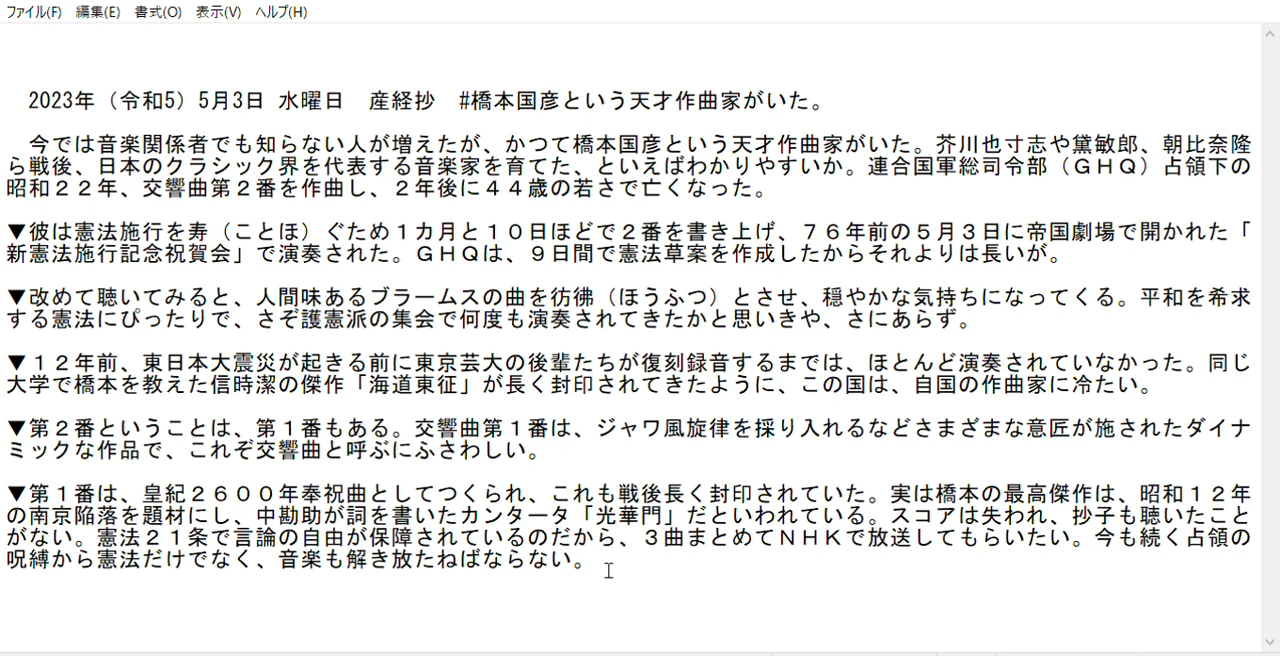 ファイル(F) 編集(E) 書式(O) 表示(V) ヘルプ(H)
2023年（令和5）5月3日 水曜日　産経抄　#橋本国彦という天才作曲家がいた。
今では音楽関係者でも知らない人が増えたが、かつて橋本国彦という天才作曲家がいた。芥川也寸志や黛敏郎、朝比奈隆
ら戦後、日本のクラシック界を代表する音楽家を育てた、といえばわかりやすいか。連合国軍総司令部（ＧＨＱ）占領下の
昭和２２年、交響曲第２番を作曲し、２年後に４４歳の若さで亡くなった。
▼彼は憲法施行を寿（ことほ）ぐため１カ月と１０日ほどで２番を書き上げ、７６年前の５月３日に帝国劇場で開かれた「
新憲法施行記念祝賀会」で演奏された。ＧＨＱは、９日間で憲法草案を作成したからそれよりは長いが。
▼改めて聴いてみると、人間味あるブラームスの曲を彷彿（ほうふつ）とさせ、穏やかな気持ちになってくる。平和を希求
する憲法にぴったりで、さぞ護憲派の集会で何度も演奏されてきたかと思いきや、さにあらず。
▼１２年前、東日本大震災が起きる前に東京芸大の後輩たちが復刻録音するまでは、ほとんど演奏されていなかった。同じ
大学で橋本を教えた信時潔の傑作「海道東征」が長く封印されてきたように、この国は、自国の作曲家に冷たい。
▼第２番ということは、第１番もある。交響曲第１番は、ジャワ風旋律を採り入れるなどさまざまな意匠が施されたダイナ
ミックな作品で、これぞ交響曲と呼ぶにふさわしい。
▼第１番は、皇紀２６００年奉祝曲としてつくられ、これも戦後長く封印されていた。実は橋本の最高傑作は、昭和１２年
の南京陥落を題材にし、中勘助が詞を書いたカンタータ「光華門」だといわれている。スコアは失われ、抄子も聴いたこと
がない。憲法２１条で言論の自由が保障されているのだから、３曲まとめてＮＨＫで放送してもらいたい。今も続く占領の
呪縛から憲法だけでなく、音楽も解き放たねばならない。